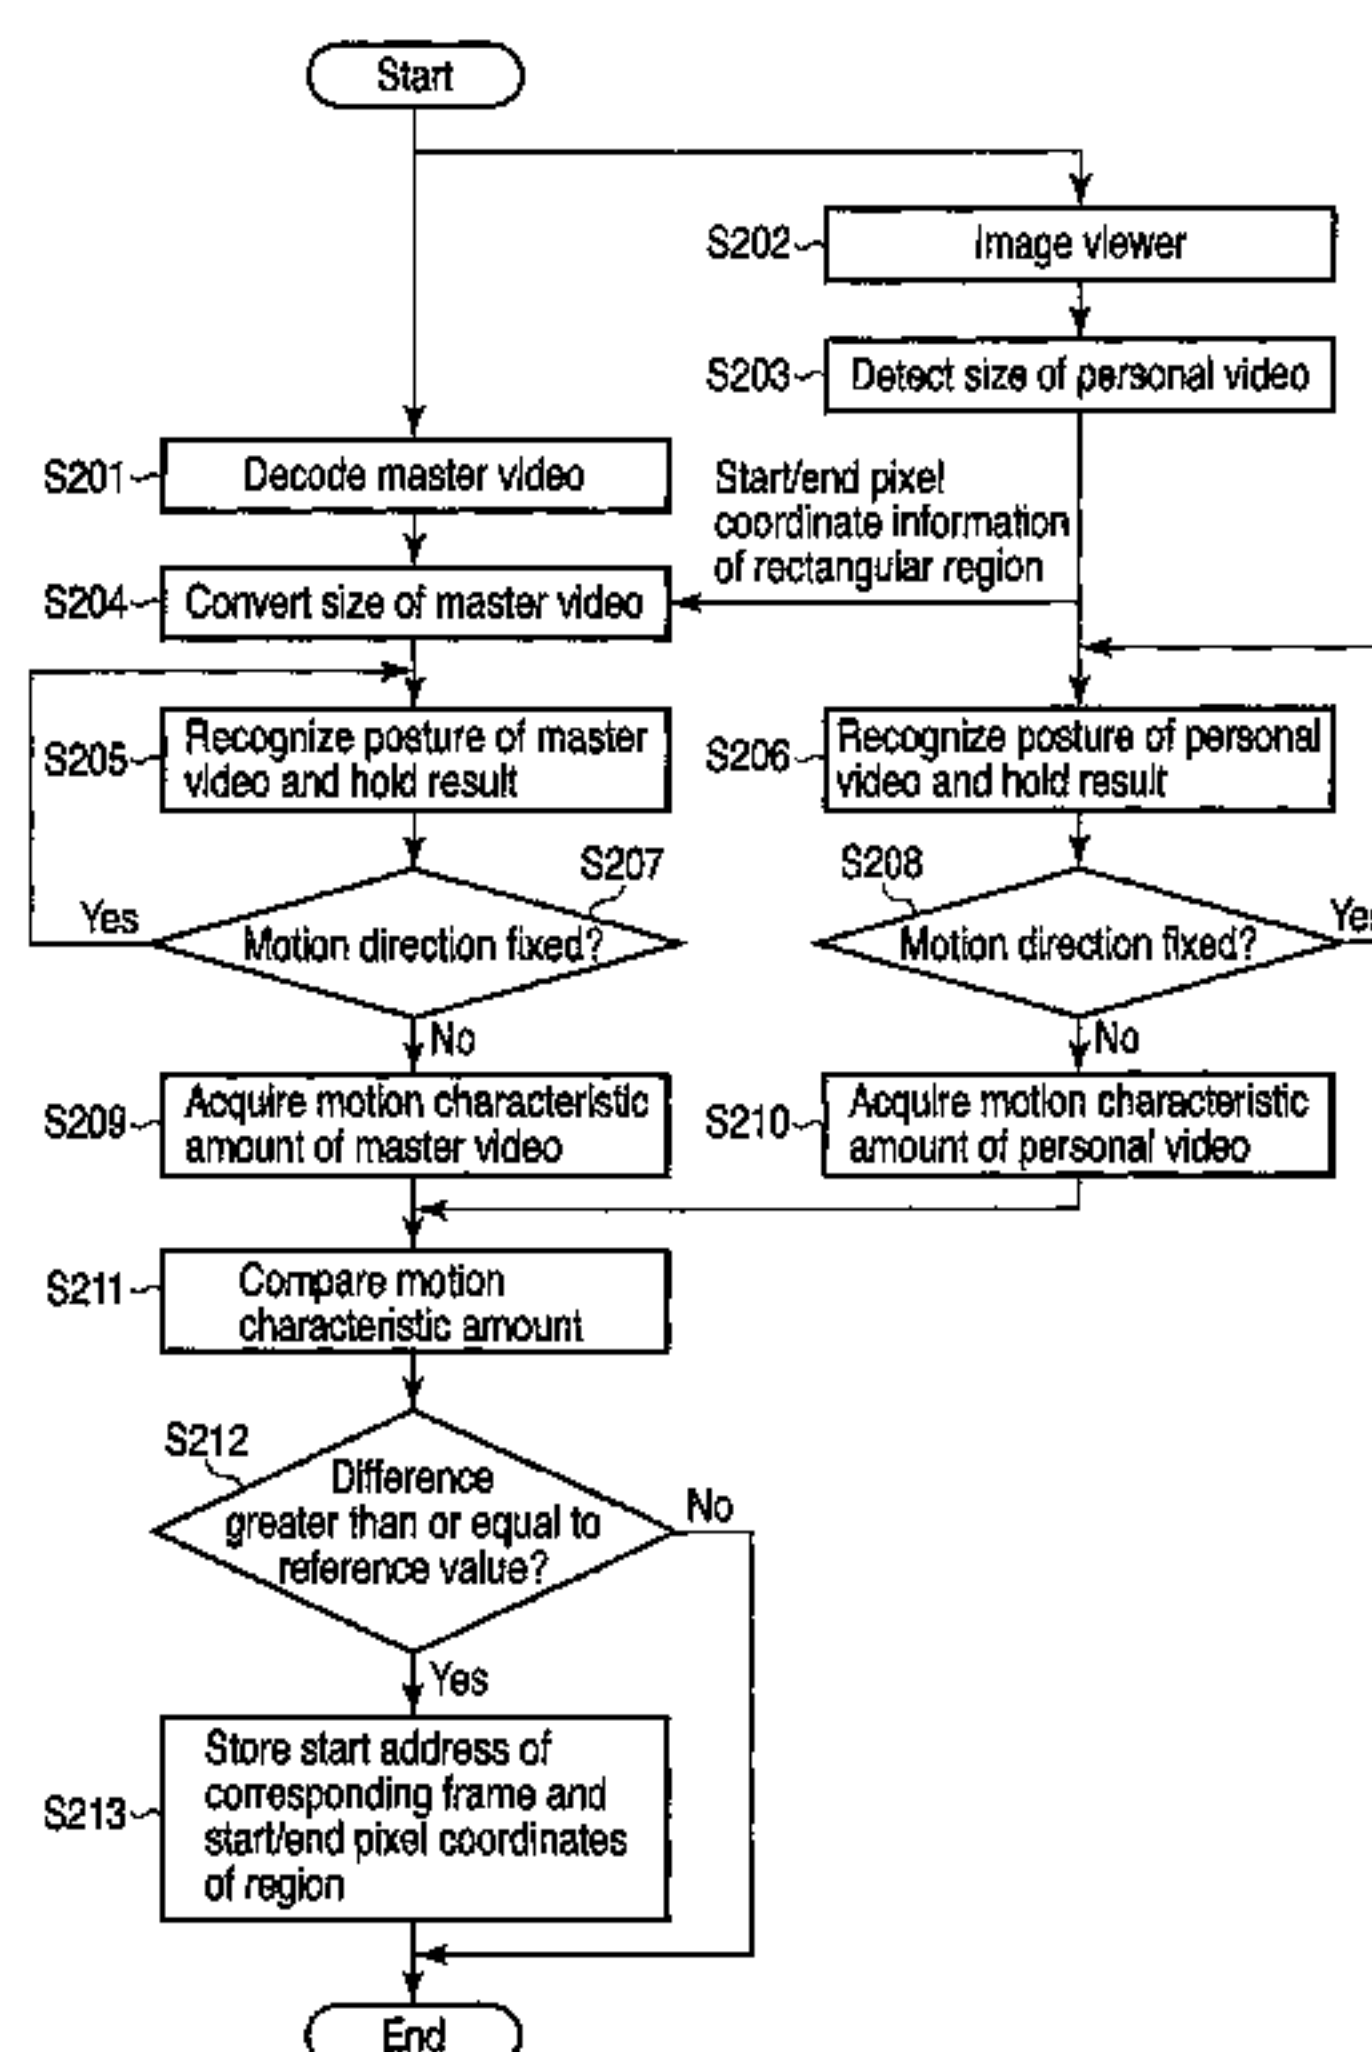 Start
S202
Image viewer
S203
Detect size of personal video
S201
Decode master video
Start/end pixel
coordinate information
of rectangular region
S204
Convert size of master video
S205
Recognize posture of master
video and hold result
S206
Recognize posture of personal
video and hold result
S207
Yes
Motion direction fixed?
No
S208
Motion direction fixed?
No
S209
Acquire motion characteristic
amount of master video
S210
Acquire motion characteristic
amount of personal video
S211
Compare motion
characteristic amount
S212
Difference
greater than or equal to
reference value?
No
Yes
S213
Store start address of
corresponding frame and
start/end pixel coordinates
of region
End